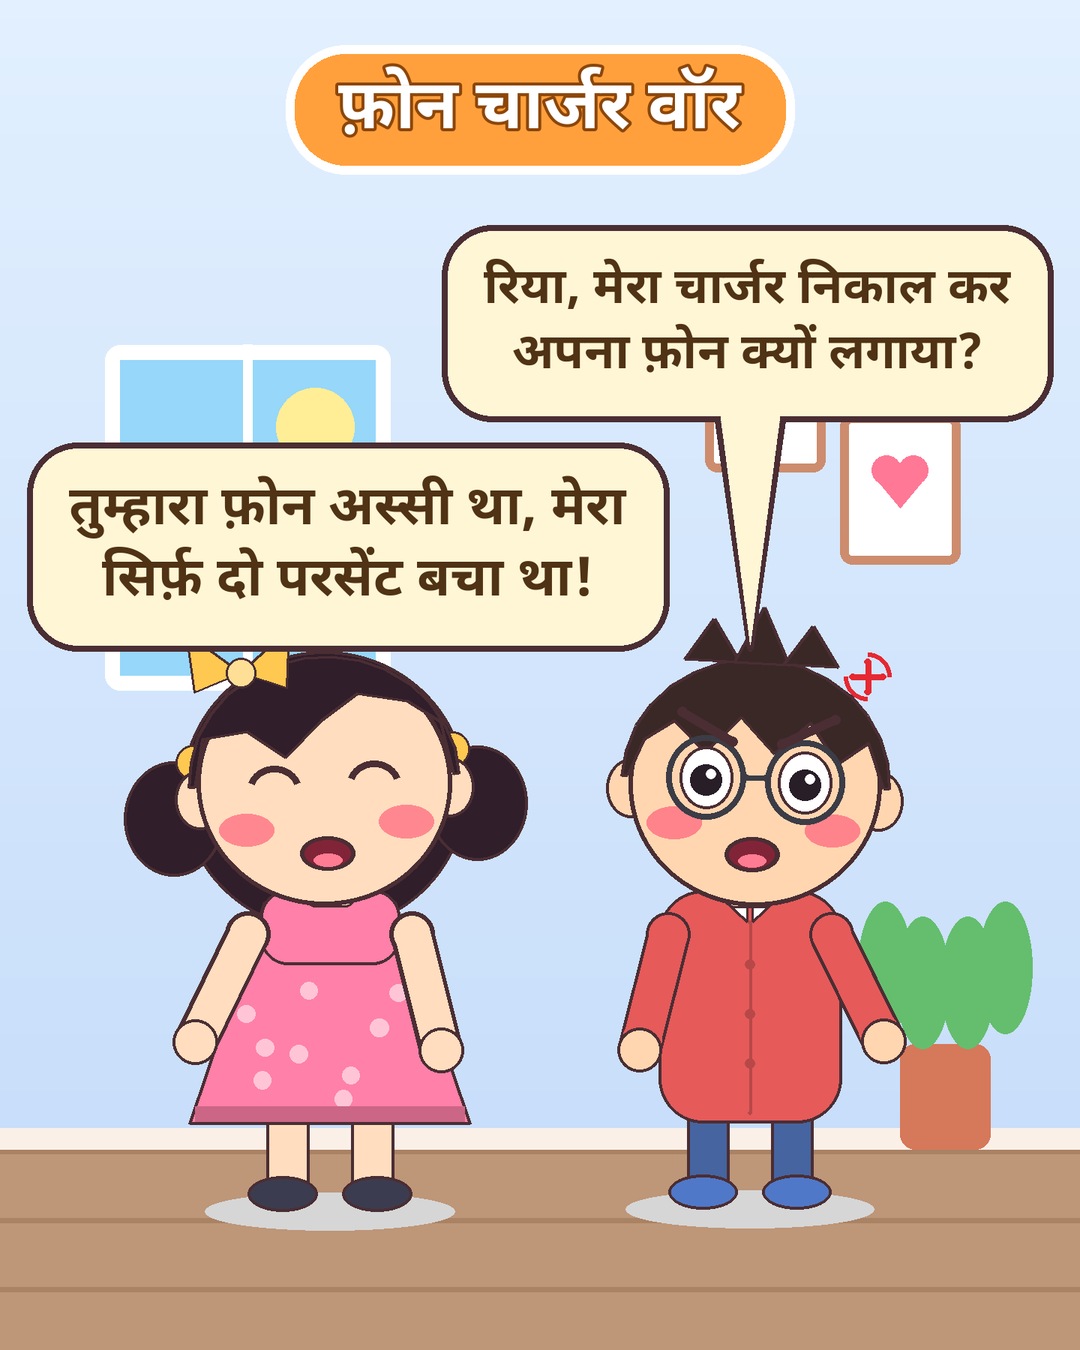 फ़ोन चार्जर वॉर
रिया, मेरा चार्जर निकाल कर
अपना फ़ोन क्यों लगाया?
तुम्हारा फ़ोन अस्सी था, मेरा
सिर्फ़ दो परसेंट बचा था!